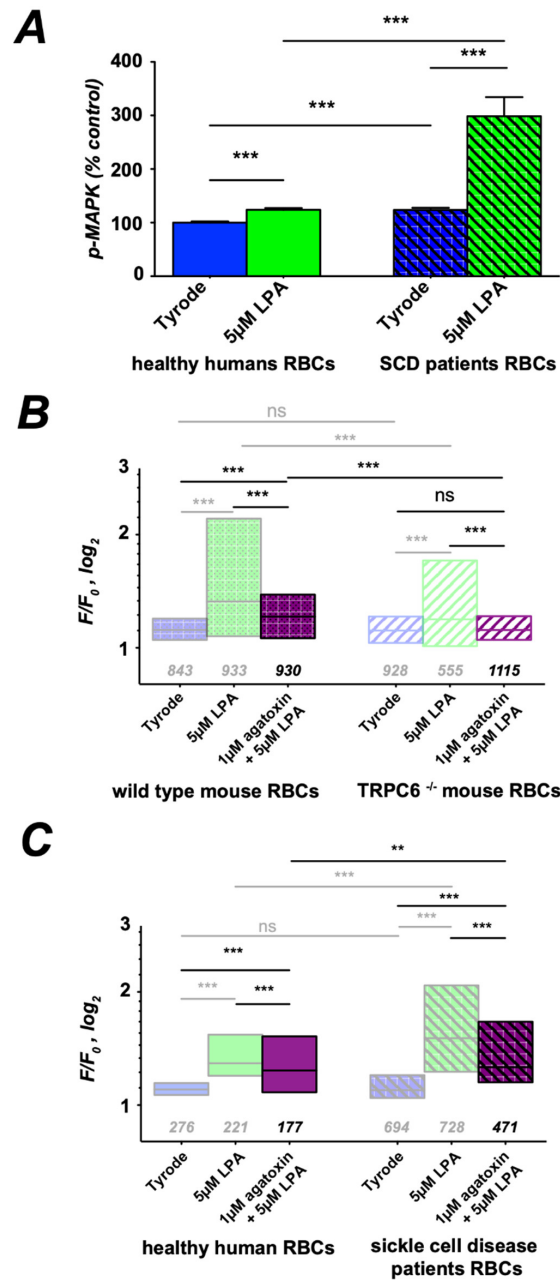 A
***
***
***
***
400
300
200
100
0
p-MAPK (% control)
Tyrode
5µM LPA
Tyrode
5µM LPA
healthy humans RBCs
SCD patients RBCs
B
ns
***
***
***
ns
***
***
***
***
3
2
1
F/F0 , log2
843
933
930
928
555
1115
Tyrode
5µM LPA
1µM agatoxin
+ 5µM LPA
Tyrode
5µM LPA
1µM agatoxin
+ 5µM LPA
wild type mouse RBCs
TRPC6 -/- mouse RBCs
C
**
***
***
ns
***
***
***
***
***
3
2
1
F/F0 , log2
276
221
177
694
728
471
Tyrode
5µM LPA
1µM agatoxin
+ 5µM LPA
Tyrode
5µM LPA
1µM agatoxin
+ 5µM LPA
healthy human RBCs
sickle cell disease
patients RBCs